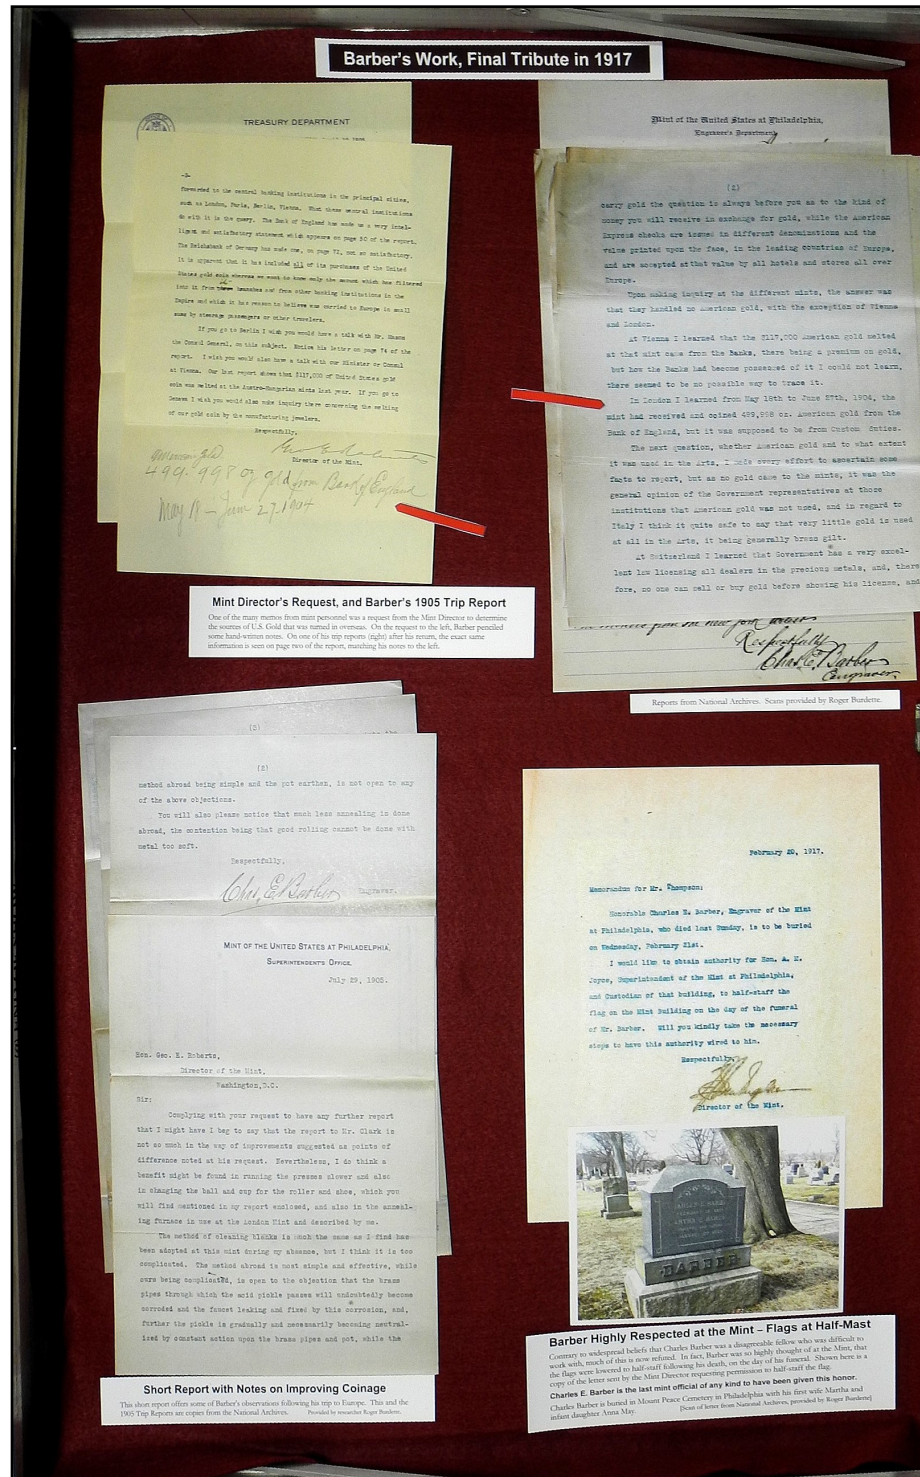 Barber's Work, Final Tribute in 1917
TREASURY DEPARTMENT
-2-
forwarded to the central banking institutions in the principal cities,
such as London, Paris, Berlin, Vienna. What these central institutions
do with it is the query. The Bank of England has made us a very intel-
ligent and satisfactory statement which appears on page 50 of the report.
The Reichsbank of Germany has made one, on page 71, not so satisfactory.
It is apparent that it has included all of its purchases of the United
States gold coin whereas we want to know only the amount which has filtered
into it from branches and from other banking institutions in the
Empire and which it has reason to believe was carried to Europe in small
sums by steerage passengers or other travelers.
If you go to Berlin I wish you would have a talk with Mr. Mason
the Consul General, on this subject. Notice his letter on page 74 of the
report. I wish you would also have a talk with our Minister or Consul
at Vienna. Our last report shows that $117,000 of United States gold
coin was melted at the Austro-Hungarian mints last year. If you go to
Geneva I wish you would also make inquiry there concerning the melting
of our gold coin by the manufacturing jewelers.
Respectfully,
Director of the Mint.
American gold
490.998 oz gold from Bank of England
May 18 - June 27-1904
Mint Director's Request, and Barber's 1905 Trip Report
One of the many memos from mint personnel was a request from the Mint Director to determine
the sources of U.S. Gold that was turned in overseas. On the request to the left, Barber penciled
some hand-written notes. On one of his trip reports (right) after his return, the exact same
information is seen on page two of the report, matching his notes to the left.
Mint of the United States at Philadelphia,
Engraver's Department,
(2)
carry gold the question is always before you as to the kind of
money you will receive in exchange for gold, while the American
Express checks are issued in different denominations and the
value printed upon the face, in the leading countries of Europe,
and are accepted at that value by all hotels and stores all over
Europe.
Upon making inquiry at the different mints, the answer was
that they handled no American gold, with the exception of Vienna
and London.
At Vienna I learned that the $117,000 American gold melted
at that mint came from the Banks, there being a premium on gold,
but how the Banks had become possessed of it I could not learn,
there seemed to be no possible way to trace it.
In London I learned from May 18th to June 27th, 1904, the
mint had received and coined 489,998 oz. American gold from the
Bank of England, but it was supposed to be from Custom duties.
The next question, whether American gold and to what extent
it was used in the Arts, I made every effort to ascertain some
facts to report, but as no gold came to the mints, it was the
general opinion of the Government representatives at those
institutions that American gold was not used, and in regard to
Italy I think it quite safe to say that very little gold is used
at all in the Arts, it being generally brass gilt.
At Switzerland I learned that Government has a very excel-
lent law licensing all dealers in the precious metals, and, there
fore, no one can sell or buy gold before showing his license, and
Respectfully
Chas. E. Barber
Engraver.
Reports from National Archives. Scans provided by Roger Burdette.
(3)
(2)
method abroad being simple and the pot earthen, is not open to any
of the above objections.
You will also please notice that much less annealing in done
abroad, the contention being that good rolling cannot be done with
metal too soft.
Respectfully,
Chas. E. Barber
Engraver.
MINT OF THE UNITED STATES AT PHILADELPHIA,
SUPERINTENDENT'S OFFICE.
July 29, 1905.
Hon. Geo. E. Roberts,
Director of the Mint,
Washington,D.C.
Sir:
Complying with your request to have any further report
that I might have I beg to say that the report to Mr. Clark is
not so much in the way of improvements suggested as points of
difference noted at his request. Nevertheless, I do think a
benefit might be found in running the presses slower and also
in changing the ball and cup for the roller and shoe, which you
will find mentioned in my report enclosed, and also in the anneal-
ing furnace in use at the London Mint and described by me.
The method of cleaning blanks is much the same as I find has
been adopted at this mint during my absence, but I think it is too
complicated. The method abroad is most simple and effective, while
ours being complicated, is open to the objection that the brass
pipes through which the acid pickle passes will undoubtedly become
corroded and the faucet leaking and fixed by this corrosion, and,
further the pickle is gradually and necessarily becoming neutral-
ized by constant action upon the brass pipes and pot, while the
Short Report with Notes on Improving Coinage
This short report offers some of Barber's observations following his trip to Europe. This and the
1905 Trip Reports are copies from the National Archives. Provided by researcher Roger Burdette.
February 20, 1917.
Memorandum for Mr. Thompson:
Honorable Charles E. Barber, Engraver of the Mint
at Philadelphia, who died last Sunday, is to be buried
on Wednesday, February 21st.
I would like to obtain authority for Hon. A. M.
Joyce, Superintendent of the Mint at Philadelphia,
and Custodian of that building, to half-staff the
flag on the Mint Building on the day of the funeral
of Mr. Barber. Will you kindly take the necessary
steps to have this authority wired to him.
Respectfully,
Director of the Mint.
BARBER
Barber Highly Respected at the Mint – Flags at Half-Mast
Contrary to widespread beliefs that Charles Barber was a disagreeable fellow who was difficult to
work with, much of this is now refuted. In fact, Barber was so highly thought of at the Mint, that
the flags were lowered to half-staff following his death, on the day of his funeral. Shown here is a
copy of the letter sent by the Mint Director requesting permission to half-staff the flag.
Charles E. Barber is the last mint official of any kind to have been given this honor.
Charles Barber is buried in Mount Peace Cemetery in Philadelphia with his first wife Martha and
infant daughter Anna May. [Scan of letter from National Archives, provided by Roger Burdette]